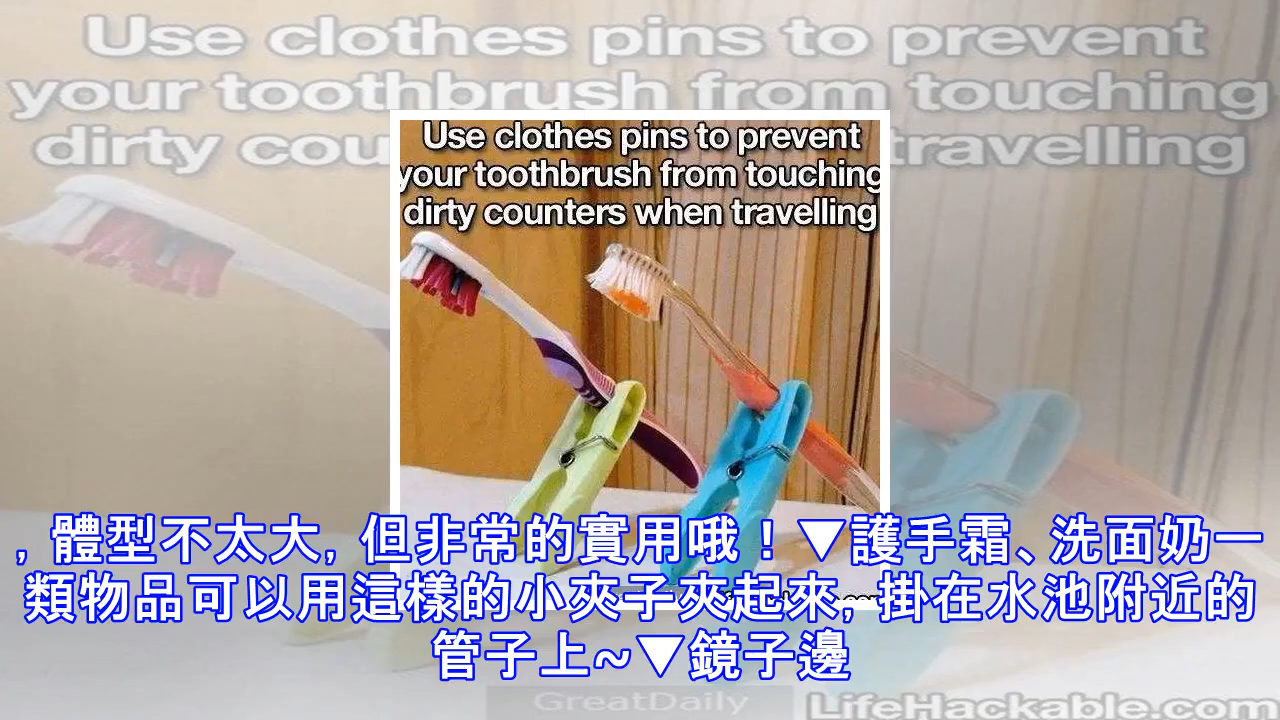 Use clothes pins to prevent
your toothbrush from touching
dirty counters when travelling
Use clothes pins to prevent
your toothbrush from touching
dirty counters when travelling
，體型不太大，但非常的實用哦！▼護手霜、洗面奶一
類物品可以用這樣的小夾子夾起來，掛在水池附近的
管子上~▼鏡子邊
GreatDaily
LifeHackable.com